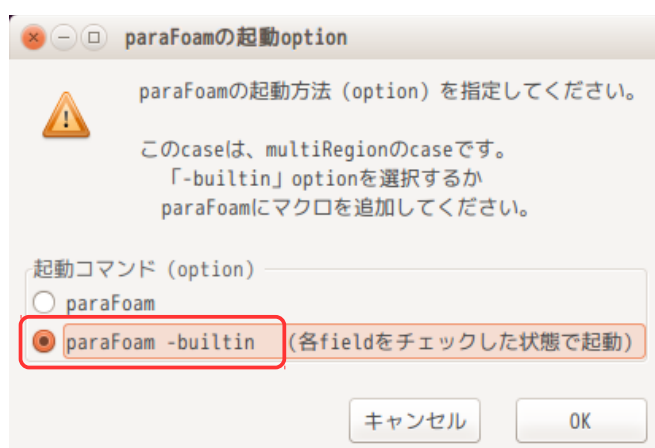 paraFoamの起動option
paraFoamの起動方法（option）を指定してください。
このcaseは、multiRegionのcaseです。
「-builtin」optionを選択するか
paraFoamにマクロを追加してください。
起動コマンド（option）
paraFoam
paraFoam -builtin （各fieldをチェックした状態で起動）
キャンセル
OK